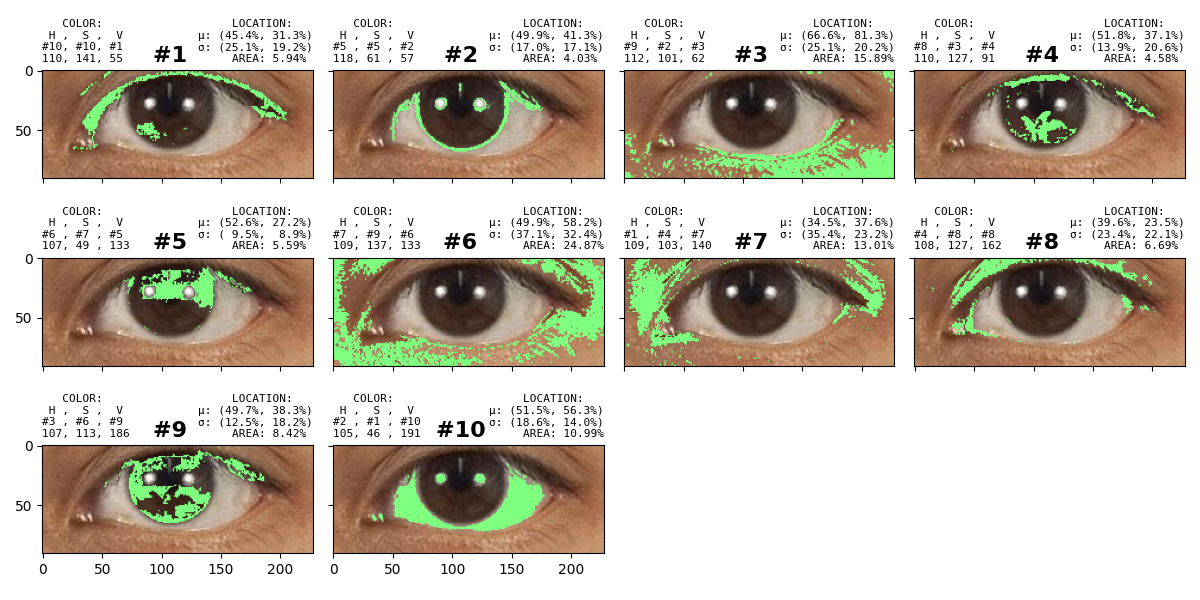 COLOR: LOCATION:
H , S , V μ: (45.4%, 31.3%)
#10, #10, #1 #1 σ: (25.1%, 19.2%)
110, 141, 55 AREA: 5.94%
COLOR: LOCATION:
H , S , V μ: (49.9%, 41.3%)
#5 , #5 , #2 #2 σ: (17.0%, 17.1%)
118, 61 , 57 AREA: 4.03%
COLOR: LOCATION:
H , S , V μ: (66.6%, 81.3%)
#9 , #2 , #3 #3 σ: (25.1%, 20.2%)
112, 101, 62 AREA: 15.89%
COLOR: LOCATION:
H , S , V μ: (51.8%, 37.1%)
#8 , #3 , #4 #4 σ: (13.9%, 20.6%)
110, 127, 91 AREA: 4.58%
0
50
COLOR: LOCATION:
H , S , V μ: (52.6%, 27.2%)
#6 , #7 , #5 #5 σ: ( 9.5%, 8.9%)
107, 49 , 133 AREA: 5.59%
COLOR: LOCATION:
H , S , V μ: (49.9%, 58.2%)
#7 , #9 , #6 #6 σ: (37.1%, 32.4%)
109, 137, 133 AREA: 24.87%
COLOR: LOCATION:
H , S , V μ: (34.5%, 37.6%)
#1 , #4 , #7 #7 σ: (35.4%, 23.2%)
109, 103, 140 AREA: 13.01%
COLOR: LOCATION:
H , S , V μ: (39.6%, 23.5%)
#4 , #8 , #8 #8 σ: (23.4%, 22.1%)
108, 127, 162 AREA: 6.69%
0
50
COLOR: LOCATION:
H , S , V μ: (49.7%, 38.3%)
#3 , #6 , #9 #9 σ: (12.5%, 18.2%)
107, 113, 186 AREA: 8.42%
COLOR: LOCATION:
H , S , V μ: (51.5%, 56.3%)
#2 , #1 , #10 #10 σ: (18.6%, 14.0%)
105, 46 , 191 AREA: 10.99%
0
50
0 50 100 150 200
0 50 100 150 200